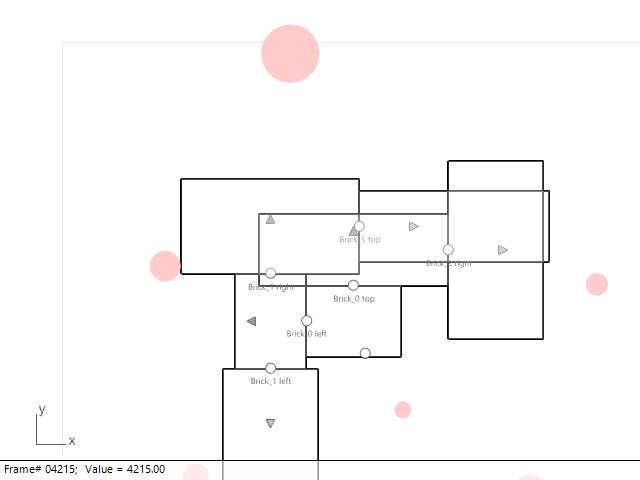 Brick_5 top
Brick_2 right
Brick_1 right
Brick_0 top
Brick_0 left
Brick_1 left
y
x
Frame# 04215;  Value = 4215.00